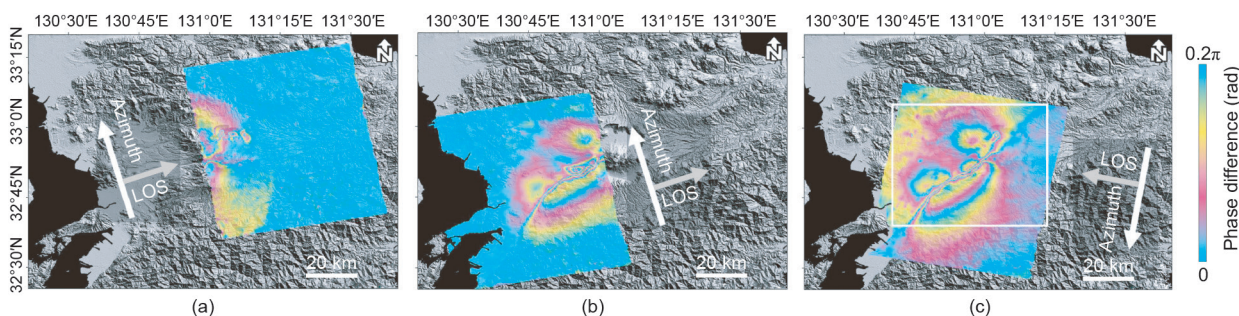 130°30′E 130°45′E 131°0′E 131°15′E 131°30′E
130°30′E 130°45′E 131°0′E 131°15′E 131°30′E
130°30′E 130°45′E 131°0′E 131°15′E 131°30′E
33°15′N
33°0′N
32°45′N
32°30′N
Azimuth
LOS
N
20 km
(a)
Azimuth
LOS
N
20 km
(b)
LOS
Azimuth
N
20 km
(c)
0.2π
Phase difference (rad)
0